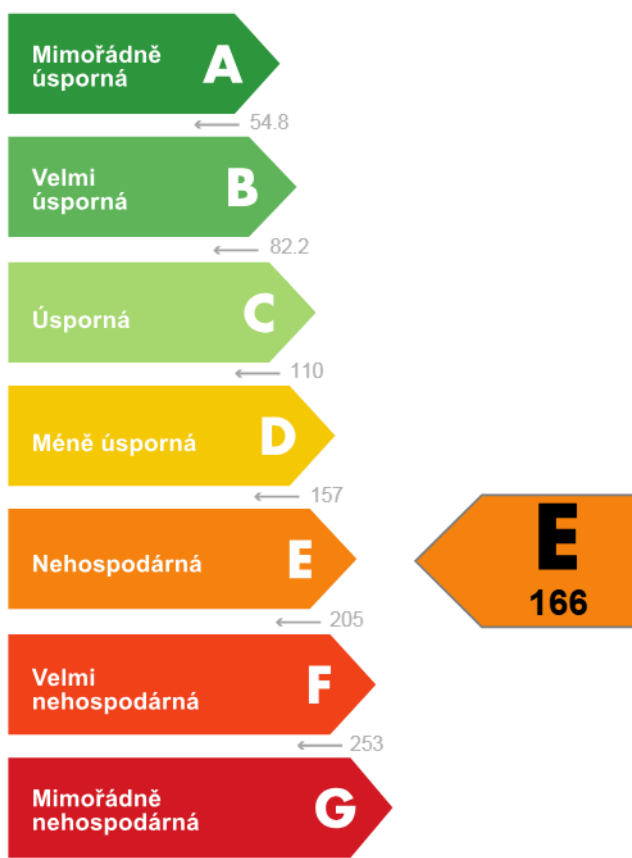 Mimořádně
úsporná
A
← 54.8
Velmi
úsporná
B
← 82.2
Úsporná
C
← 110
Méně úsporná
D
← 157
Nehospodárná
E
← 205
E
166
Velmi
nehospodárná
F
← 253
Mimořádně
nehospodárná
G